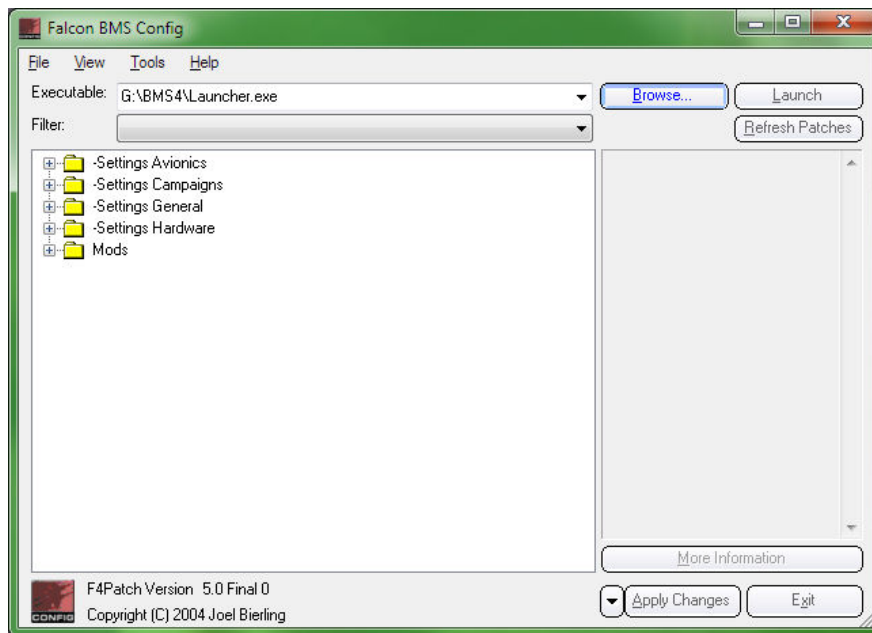 Falcon BMS Config
File View Tools Help
Executable: G:\BMS4\Launcher.exe Browse... Launch
Filter: Refresh Patches
-Settings Avionics
-Settings Campaigns
-Settings General
-Settings Hardware
Mods
More Information
F4Patch Version 5.0 Final 0
Copyright (C) 2004 Joel Bierling
CONFIG
Apply Changes Exit